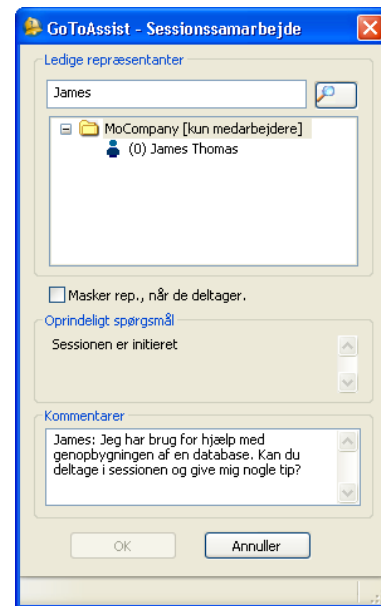 GoToAssist - Sessionssamarbejde
Ledige repræsentanter
James
MoCompany [kun medarbejdere]
(0) James Thomas
Masker rep., når de deltager.
Oprindeligt spørgsmål
Sessionen er initieret
Kommentarer
James: Jeg har brug for hjælp med
genopbygningen af en database. Kan du
deltage i sessionen og give mig nogle tip?
OK Annuller